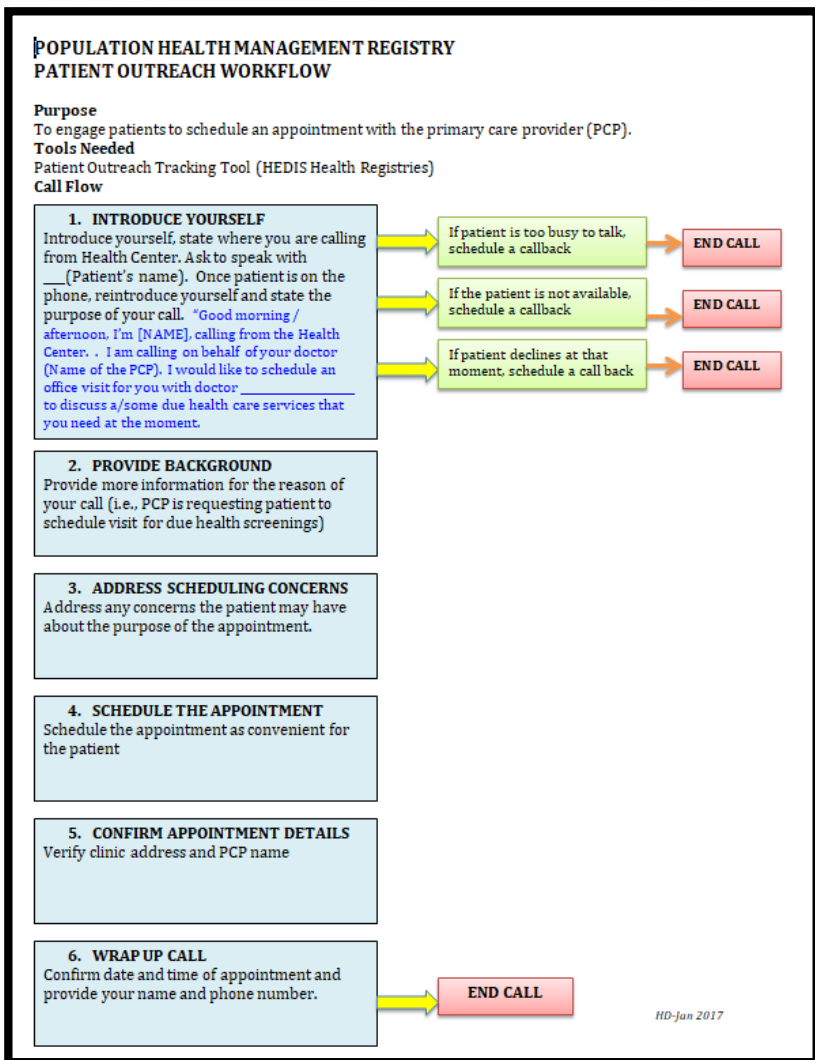 POPULATION HEALTH MANAGEMENT REGISTRY
PATIENT OUTREACH WORKFLOW
Purpose
To engage patients to schedule an appointment with the primary care provider (PCP).
Tools Needed
Patient Outreach Tracking Tool (HEDIS Health Registries)
Call Flow
1. INTRODUCE YOURSELF
Introduce yourself, state where you are calling
from Health Center. Ask to speak with
___(Patient's name). Once patient is on the
phone, reintroduce yourself and state the
purpose of your call. "Good morning /
afternoon, I'm [NAME], calling from the Health
Center. . I am calling on behalf of your doctor
(Name of the PCP). I would like to schedule an
office visit for you with doctor ________________
to discuss a/some due health care services that
you need at the moment.
If patient is too busy to talk,
schedule a callback
END CALL
If the patient is not available,
schedule a callback
END CALL
If patient declines at that
moment, schedule a call back
END CALL
2. PROVIDE BACKGROUND
Provide more information for the reason of
your call (i.e., PCP is requesting patient to
schedule visit for due health screenings)
3. ADDRESS SCHEDULING CONCERNS
Address any concerns the patient may have
about the purpose of the appointment.
4. SCHEDULE THE APPOINTMENT
Schedule the appointment as convenient for
the patient
5. CONFIRM APPOINTMENT DETAILS
Verify clinic address and PCP name
6. WRAP UP CALL
Confirm date and time of appointment and
provide your name and phone number.
END CALL
HD-Jan 2017